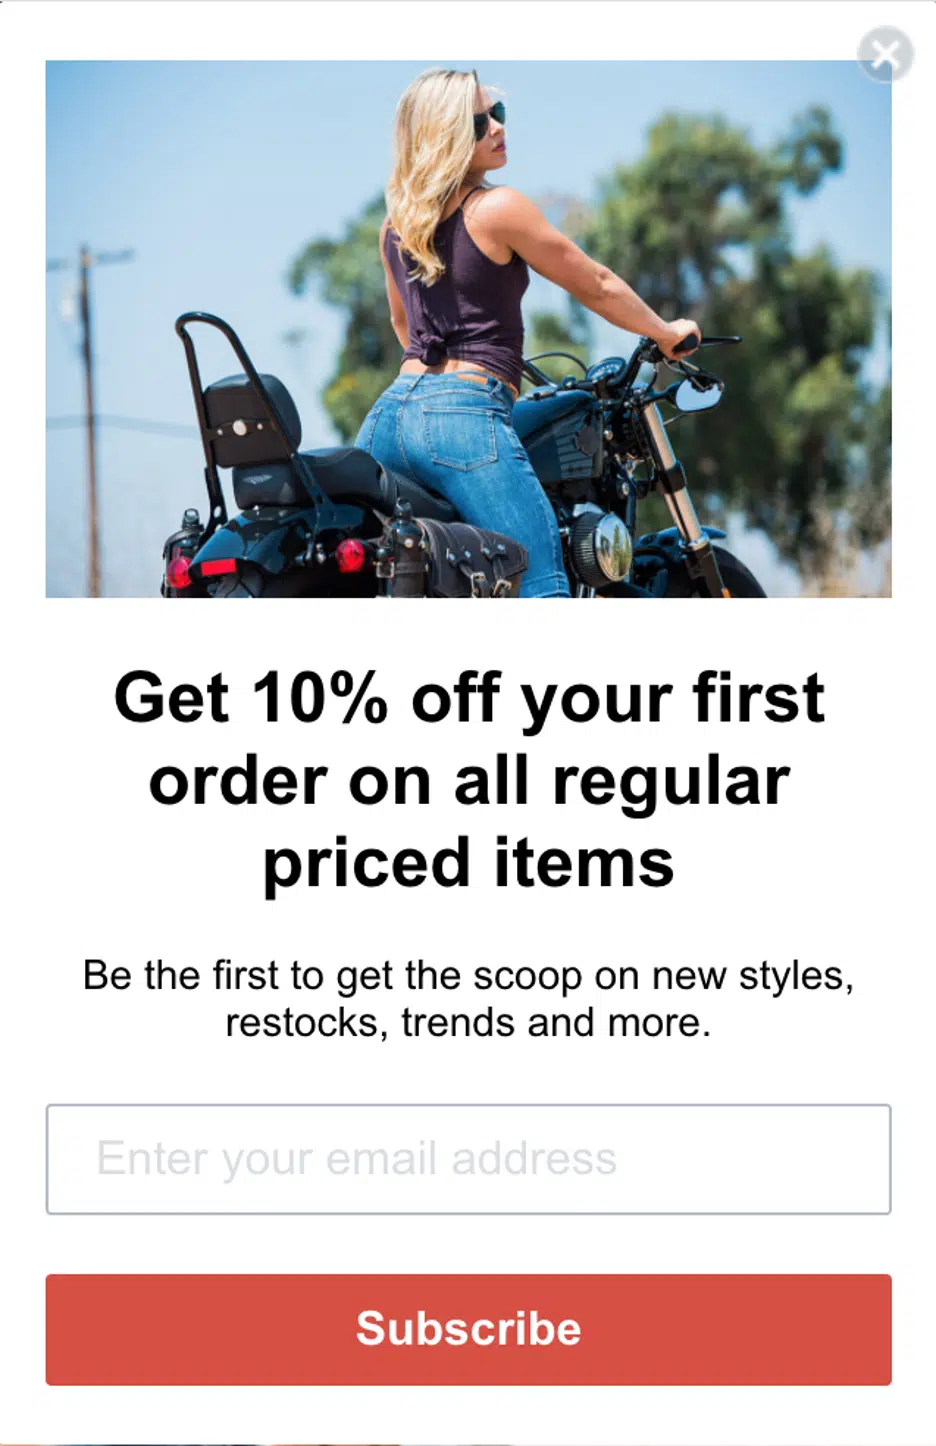 Get 10% off your first
order on all regular
priced items
Be the first to get the scoop on new styles,
restocks, trends and more.
Enter your email address
Subscribe